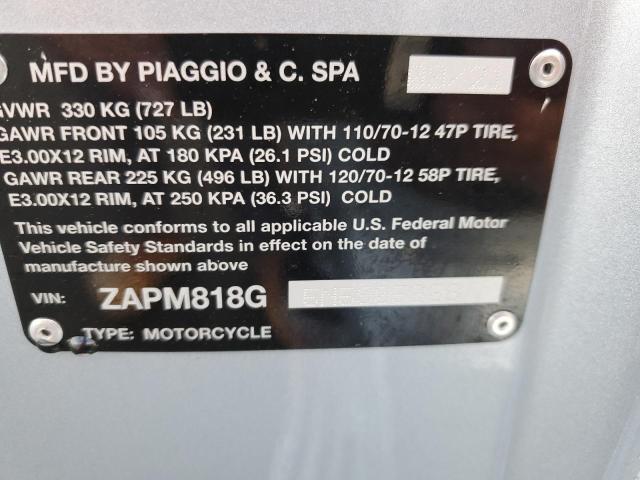 MFD BY PIAGGIO & C. SPA
GVWR 330 KG (727 LB)
GAWR FRONT 105 KG (231 LB) WITH 110/70-12 47P TIRE,
E3.00X12 RIM, AT 180 KPA (26.1 PSI) COLD
GAWR REAR 225 KG (496 LB) WITH 120/70-12 58P TIRE,
E3.00X12 RIM, AT 250 KPA (36.3 PSI) COLD
This vehicle conforms to all applicable U.S. Federal Motor
Vehicle Safety Standards in effect on the date of
manufacture shown above
VIN: ZAPM818G
TYPE: MOTORCYCLE